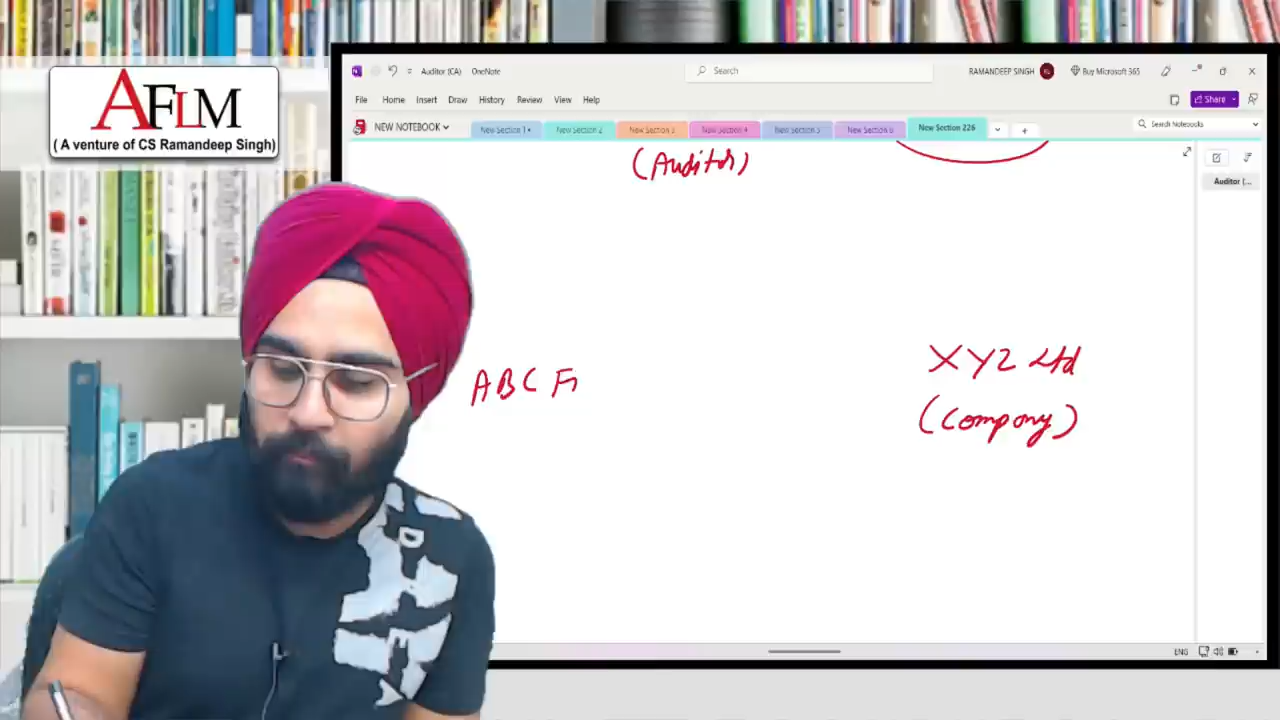 AFLM
( A venture of CS Ramandeep Singh)
Auditor (CA) OneNote
Search
RAMANDEEP SINGH
Buy Microsoft 365
File Home Insert Draw History Review View Help
Share
NEW NOTEBOOK
New Section 1
New Section 2
New Section 3
New Section 4
New Section 5
New Section 6
New Section 226
+
Search Notebooks
(Auditor)
Auditor (...
XYZ Ltd
ABC F
(Company)
ENG